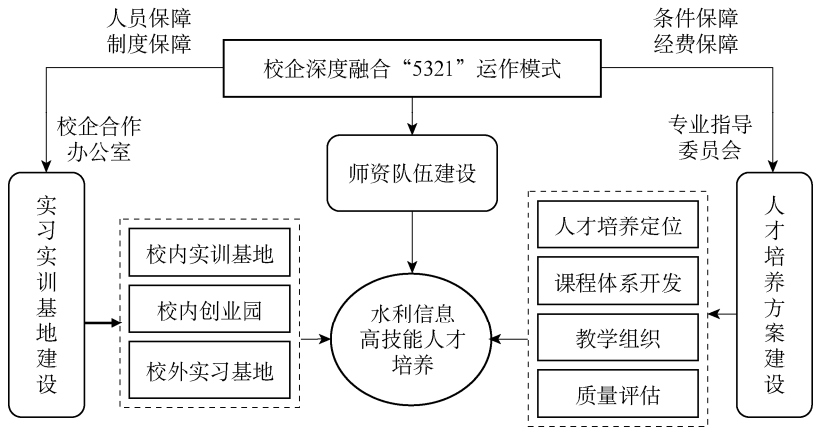 人员保障
制度保障
条件保障
经费保障
校企深度融合“5321”运作模式
校企合作
办公室
专业指导
委员会
师资队伍建设
实习实训基地建设
校内实训基地
校内创业园
校外实习基地
水利信息
高技能人才
培养
人才培养定位
课程体系开发
教学组织
质量评估
人才培养方案建设